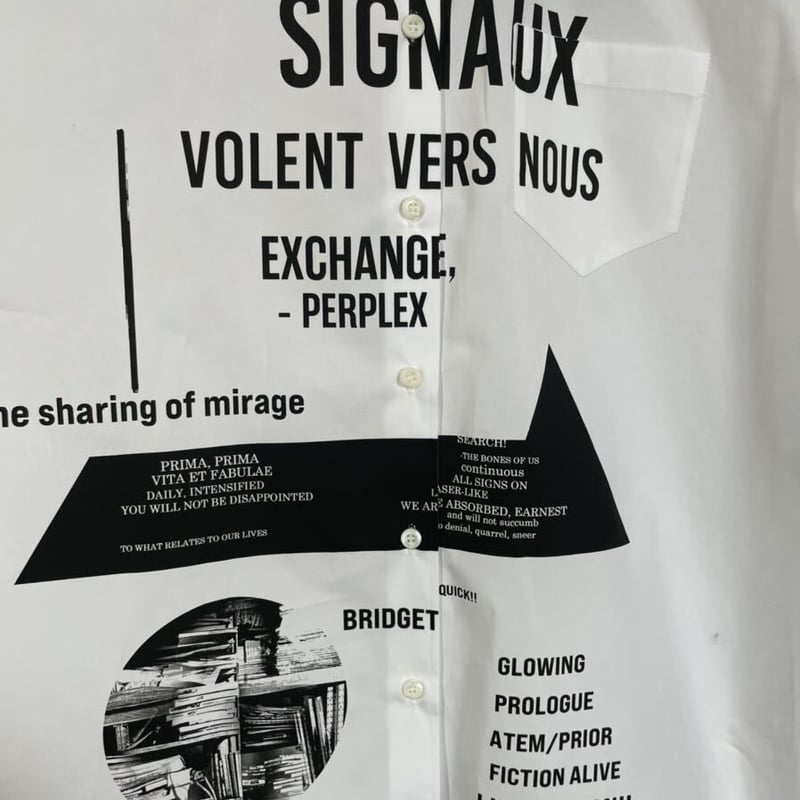 SIGNAUX
VOLENT VERS NOUS
EXCHANGE,
- PERPLEX
he sharing of mirage
PRIMA, PRIMA
VITA ET FABULAE
DAILY, INTENSIFIED
YOU WILL NOT BE DISAPPOINTED
TO WHAT RELATES TO OUR LIVES
SEARCH!
-THE BONES OF US
continuous
ALL SIGNS ON
LASER-LIKE
WE ARE ABSORBED, EARNEST
and will not succumb
o denial, quarrel, sneer
QUICK!!
BRIDGET
GLOWING
PROLOGUE
ATEM/PRIOR
FICTION ALIVE